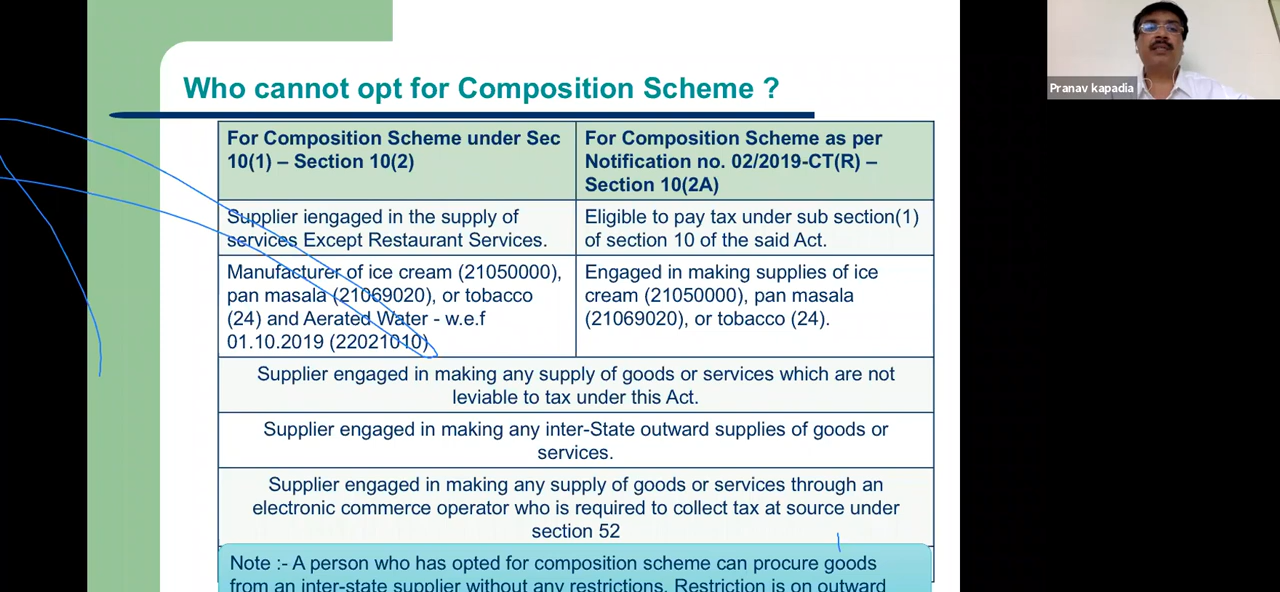 Who cannot opt for Composition Scheme ?
For Composition Scheme under Sec
10(1) – Section 10(2)
For Composition Scheme as per
Notification no. 02/2019-CT(R) –
Section 10(2A)
Supplier iengaged in the supply of
services Except Restaurant Services.
Eligible to pay tax under sub section(1)
of section 10 of the said Act.
Manufacturer of ice cream (21050000),
pan masala (21069020), or tobacco
(24) and Aerated Water - w.e.f
01.10.2019 (22021010)
Engaged in making supplies of ice
cream (21050000), pan masala
(21069020), or tobacco (24).
Supplier engaged in making any supply of goods or services which are not
leviable to tax under this Act.
Supplier engaged in making any inter-State outward supplies of goods or
services.
Supplier engaged in making any supply of goods or services through an
electronic commerce operator who is required to collect tax at source under
section 52
Note :- A person who has opted for composition scheme can procure goods
from an inter-state supplier without any restrictions. Restriction is on outward
Pranav kapadia